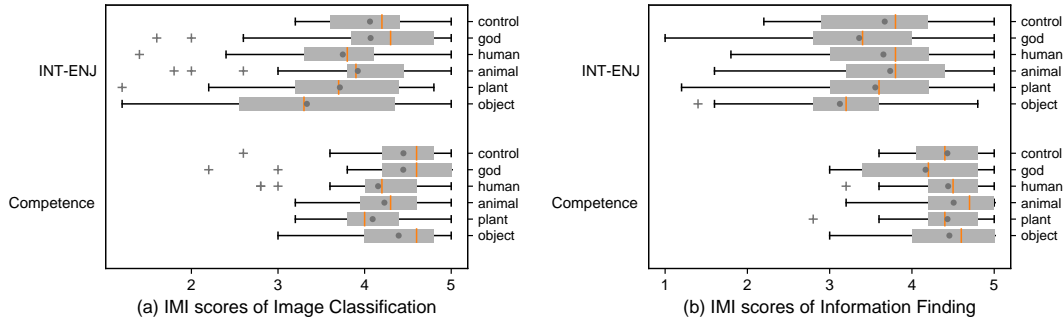 control
god
human
INT-ENJ
animal
plant
object
control
god
human
Competence
animal
plant
object
2 3 4 5
(a) IMI scores of Image Classification
control
god
human
INT-ENJ
animal
plant
object
control
god
human
Competence
animal
plant
object
1 2 3 4 5
(b) IMI scores of Information Finding